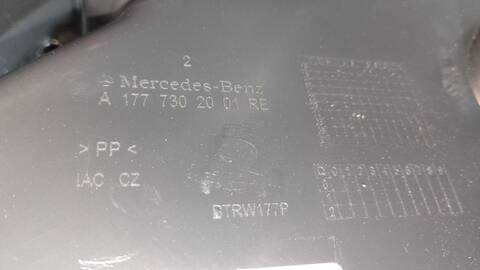 2
Mercedes-Benz
A 177 730 20 01 RE
> PP <
IAC CZ
DTRW177P